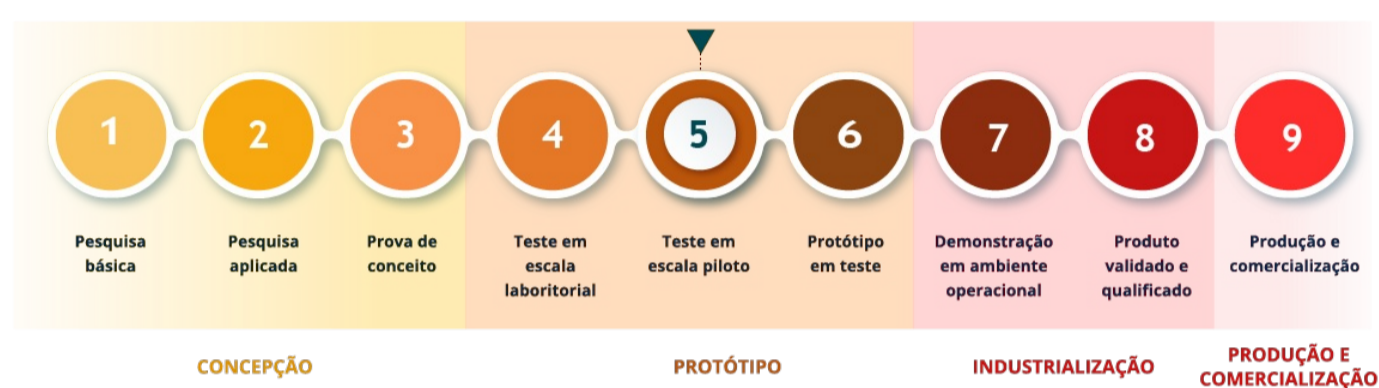 1
2
3
4
5
6
7
8
9
Pesquisa
básica
Pesquisa
aplicada
Prova de
conceito
Teste em
escala
laboritorial
Teste em
escala piloto
Protótipo
em teste
Demonstração
em ambiente
operacional
Produto
validado e
qualificado
Produção e
comercialização
CONCEPÇÃO
PROTÓTIPO
INDUSTRIALIZAÇÃO
PRODUÇÃO E
COMERCIALIZAÇÃO